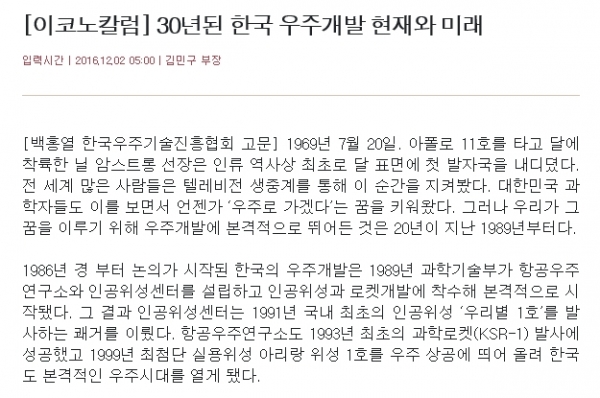 [이코노칼럼] 30년된 한국 우주개발 현재와 미래
입력시간 | 2016.12.02 05:00 | 김민구 부장
[백홍열 한국우주기술진흥협회 고문] 1969년 7월 20일. 아폴로 11호를 타고 달에
착륙한 닐 암스트롱 선장은 인류 역사상 최초로 달 표면에 첫 발자국을 내디뎠다.
전 세계 많은 사람들은 텔레비전 생중계를 통해 이 순간을 지켜봤다. 대한민국 과
학자들도 이를 보면서 언젠가 ‘우주로 가겠다’는 꿈을 키워왔다. 그러나 우리가 그
꿈을 이루기 위해 우주개발에 본격적으로 뛰어든 것은 20년이 지난 1989년부터다.
1986년 경 부터 논의가 시작된 한국의 우주개발은 1989년 과학기술부가 항공우주
연구소와 인공위성센터를 설립하고 인공위성과 로켓개발에 착수해 본격적으로 시
작됐다. 그 결과 인공위성센터는 1991년 국내 최초의 인공위성 ‘우리별 1호’를 발
사하는 쾌거를 이뤘다. 항공우주연구소도 1993년 최초의 과학로켓(KSR-1) 발사에
성공했고 1999년 최첨단 실용위성 아리랑 위성 1호를 우주 상공에 띄어 올려 한국
도 본격적인 우주시대를 열게 됐다.